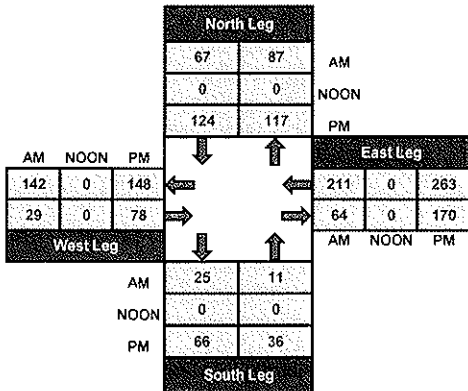 North Leg
67 87 AM
0 0 NOON
124 117 PM
AM NOON PM East Leg
142 0 148 211 0 263
29 0 78 64 0 170
West Leg AM NOON PM
AM 25 11
NOON 0 0
PM 66 36
South Leg